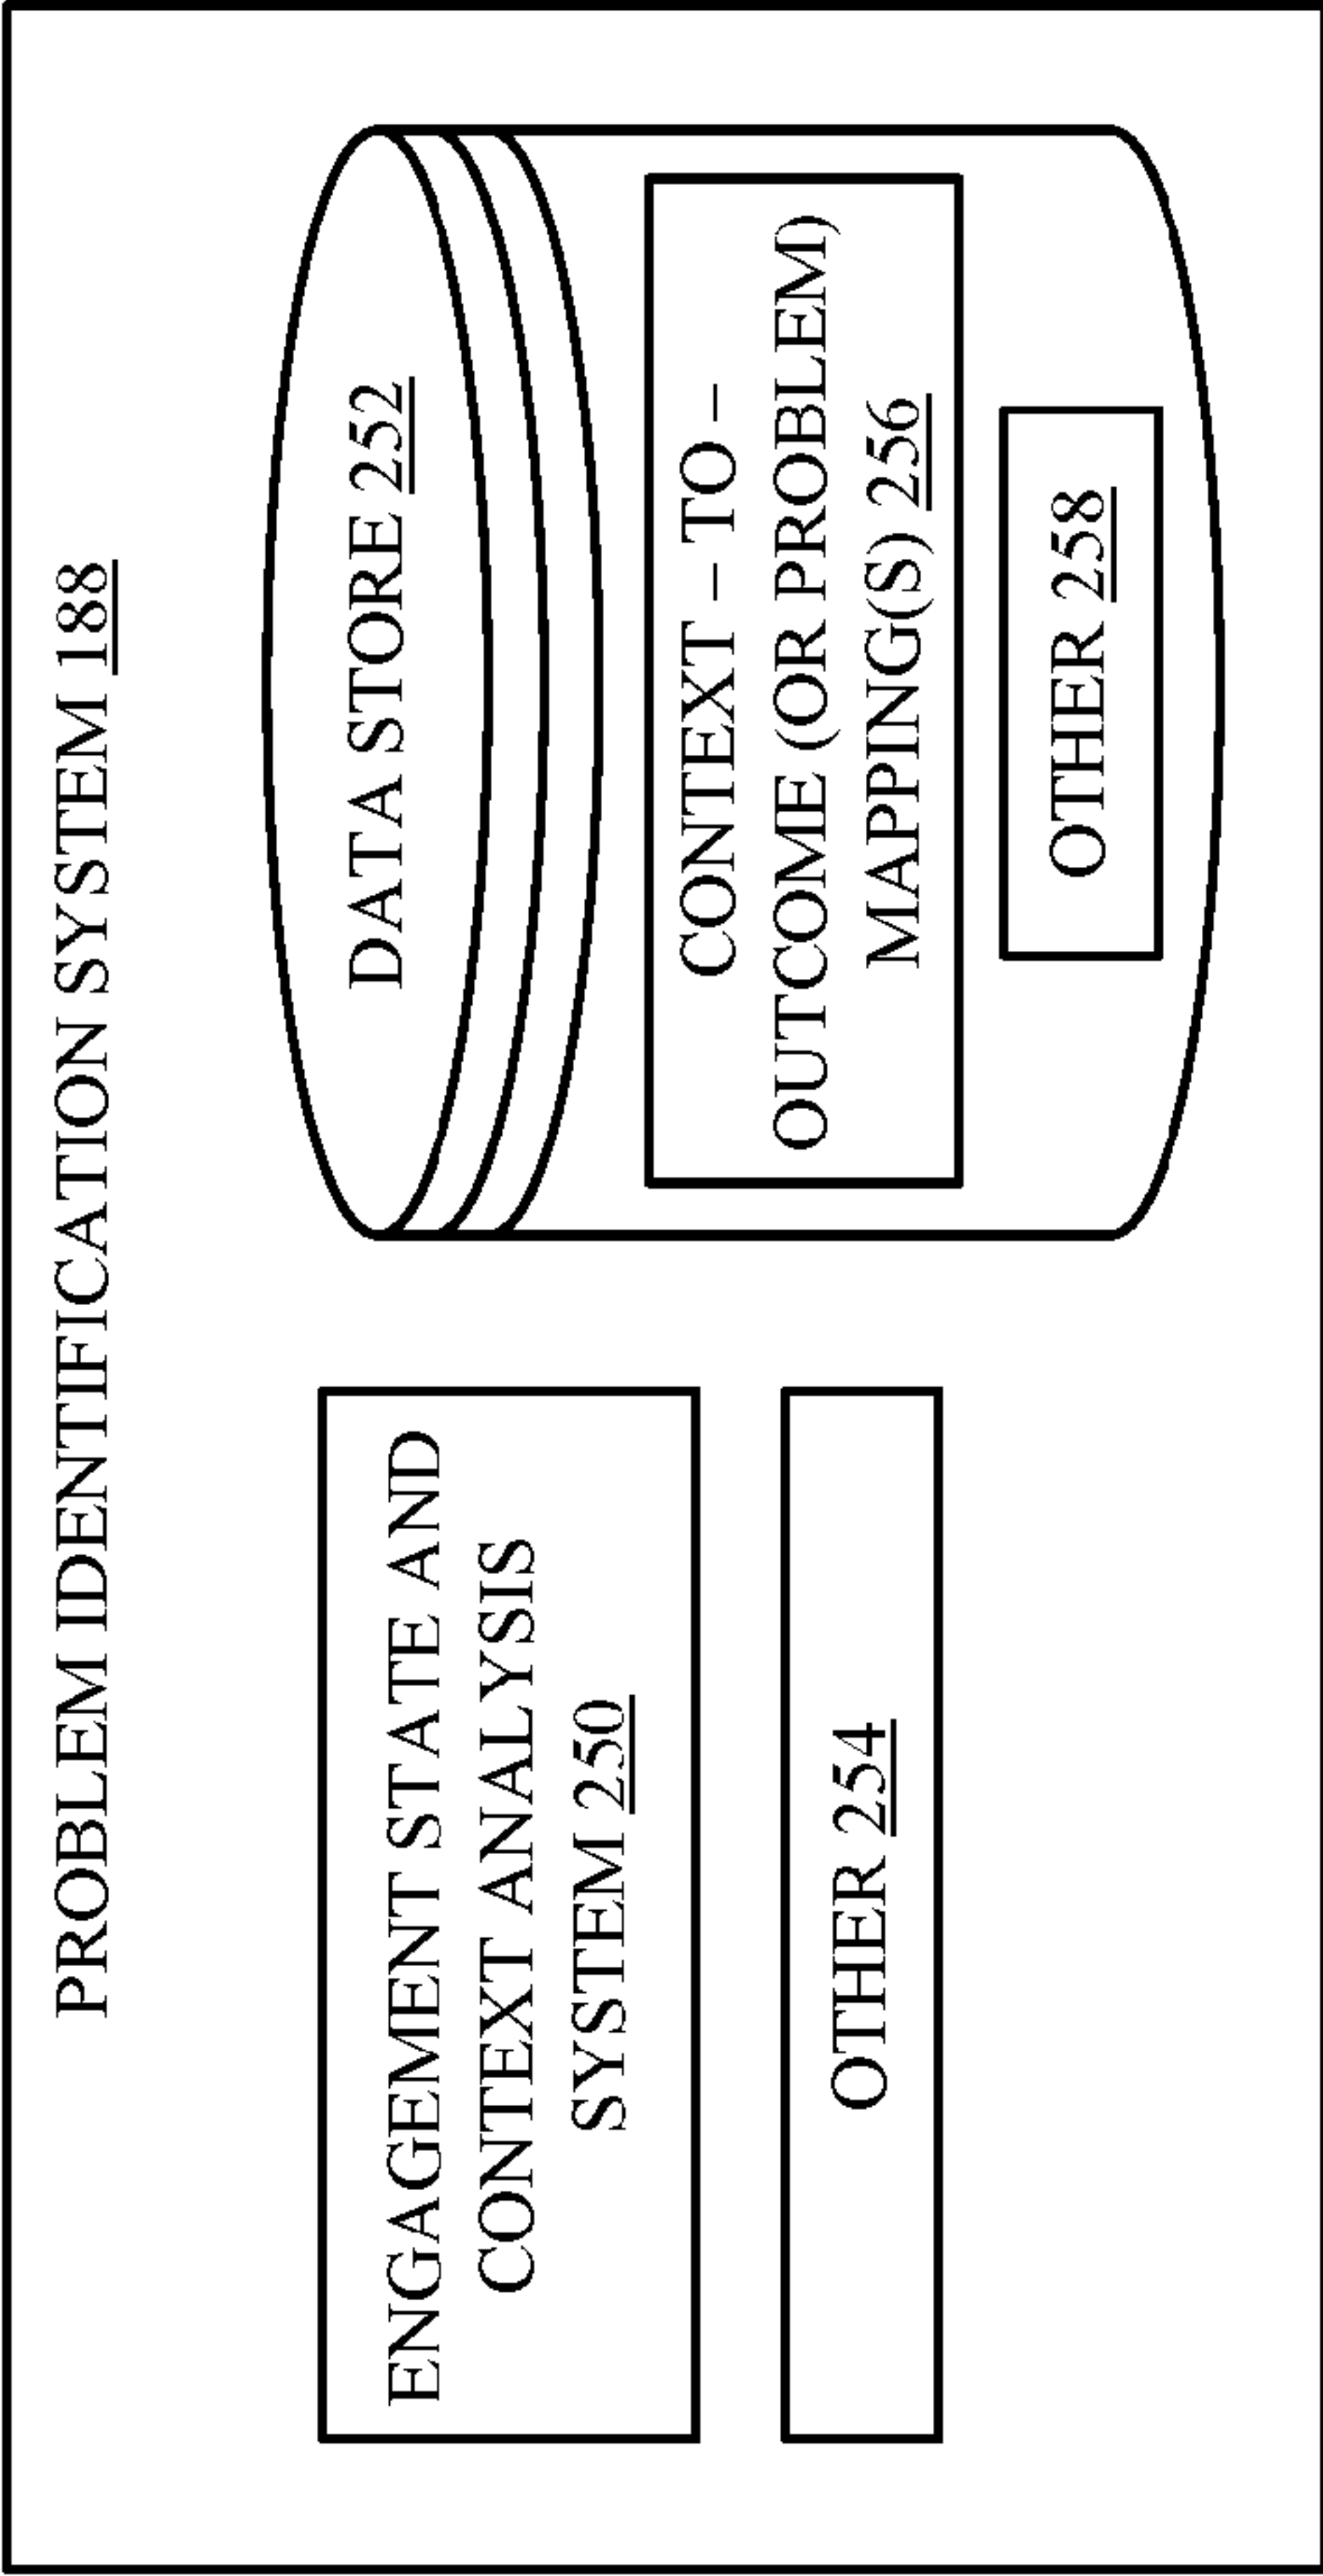 PROBLEM IDENTIFICATION SYSTEM 188
ENGAGEMENT STATE AND
CONTEXT ANALYSIS
SYSTEM 250
OTHER 254
DATA STORE 252
CONTEXT – TO –
OUTCOME (OR PROBLEM)
MAPPING(S) 256
OTHER 258